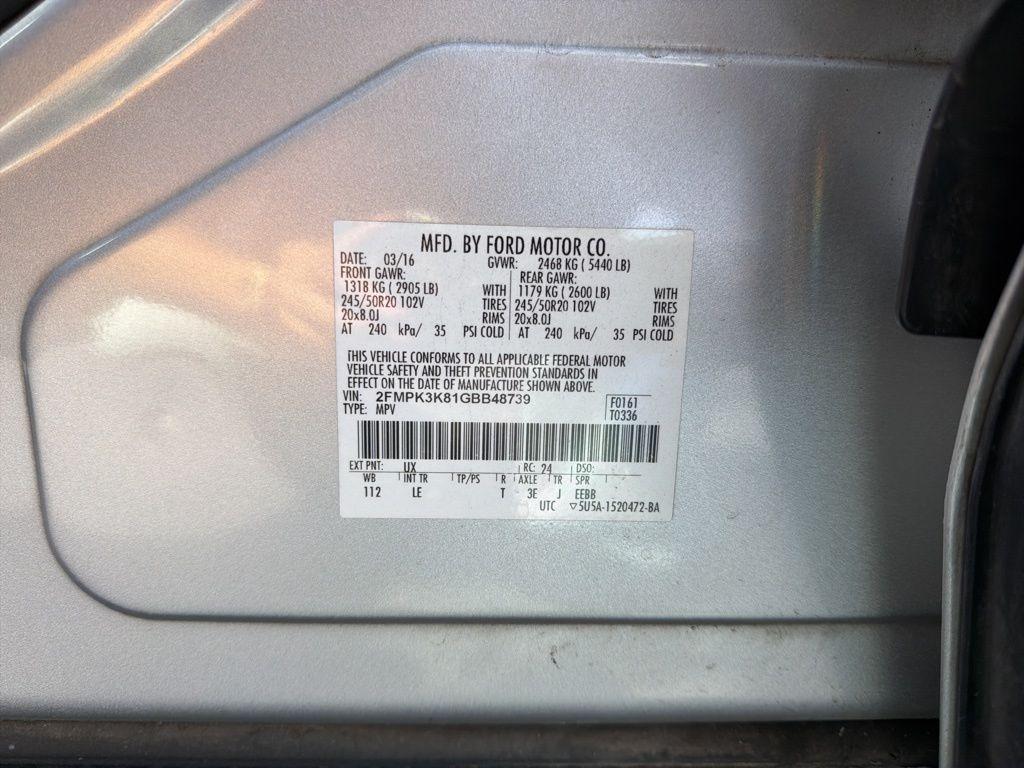 MFD. BY FORD MOTOR CO.
DATE: 03/16 GVWR: 2468 KG ( 5440 LB)
FRONT GAWR: REAR GAWR:
1318 KG ( 2905 LB) WITH 1179 KG ( 2600 LB) WITH
245/50R20 102V TIRES 245/50R20 102V TIRES
20x8.0J RIMS 20x8.0J RIMS
AT 240 kPa/ 35 PSI COLD AT 240 kPa/ 35 PSI COLD
THIS VEHICLE CONFORMS TO ALL APPLICABLE FEDERAL MOTOR
VEHICLE SAFETY AND THEFT PREVENTION STANDARDS IN
EFFECT ON THE DATE OF MANUFACTURE SHOWN ABOVE.
VIN: 2FMPK3K81GBB48739 F0161
TYPE: MPV T0336
EXT PNT: UX RC: 24 DSO:
WB INT TR TP/PS R AXLE TR SPR
112 LE T 3E J EEBB
UTC ▽5U5A-1520472-BA